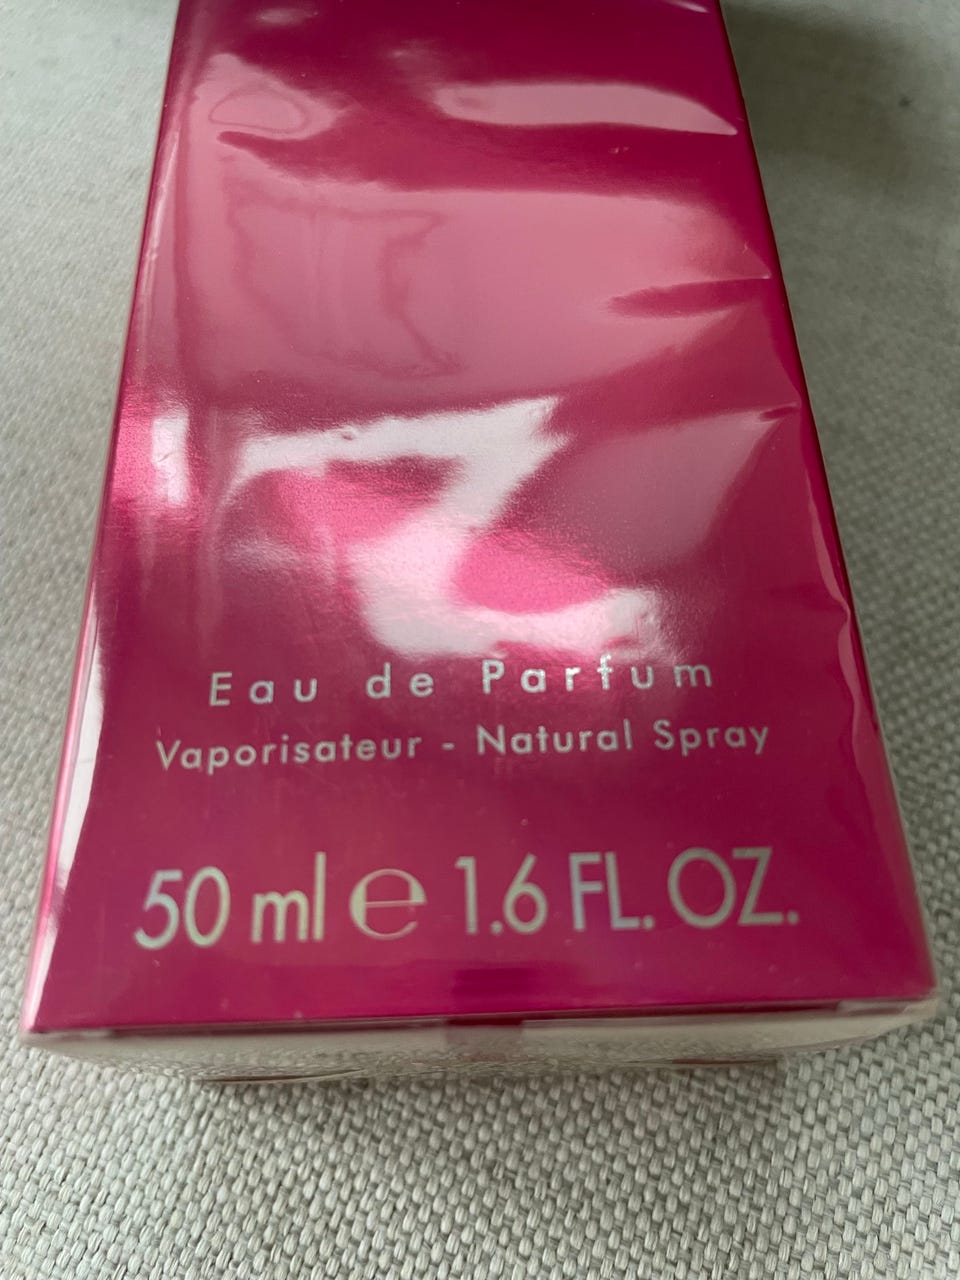 Eau de Parfum
Vaporisateur - Natural Spray
50 ml ℮ 1.6 FL. OZ.